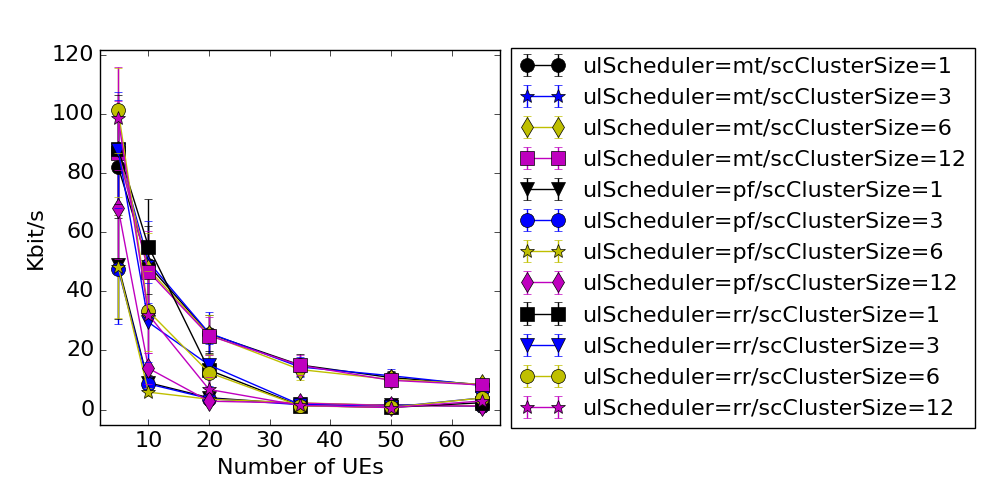 120
100
80
60
40
20
0
Kbit/s
10 20 30 40 50 60
Number of UEs
ulScheduler=mt/scClusterSize=1
ulScheduler=mt/scClusterSize=3
ulScheduler=mt/scClusterSize=6
ulScheduler=mt/scClusterSize=12
ulScheduler=pf/scClusterSize=1
ulScheduler=pf/scClusterSize=3
ulScheduler=pf/scClusterSize=6
ulScheduler=pf/scClusterSize=12
ulScheduler=rr/scClusterSize=1
ulScheduler=rr/scClusterSize=3
ulScheduler=rr/scClusterSize=6
ulScheduler=rr/scClusterSize=12